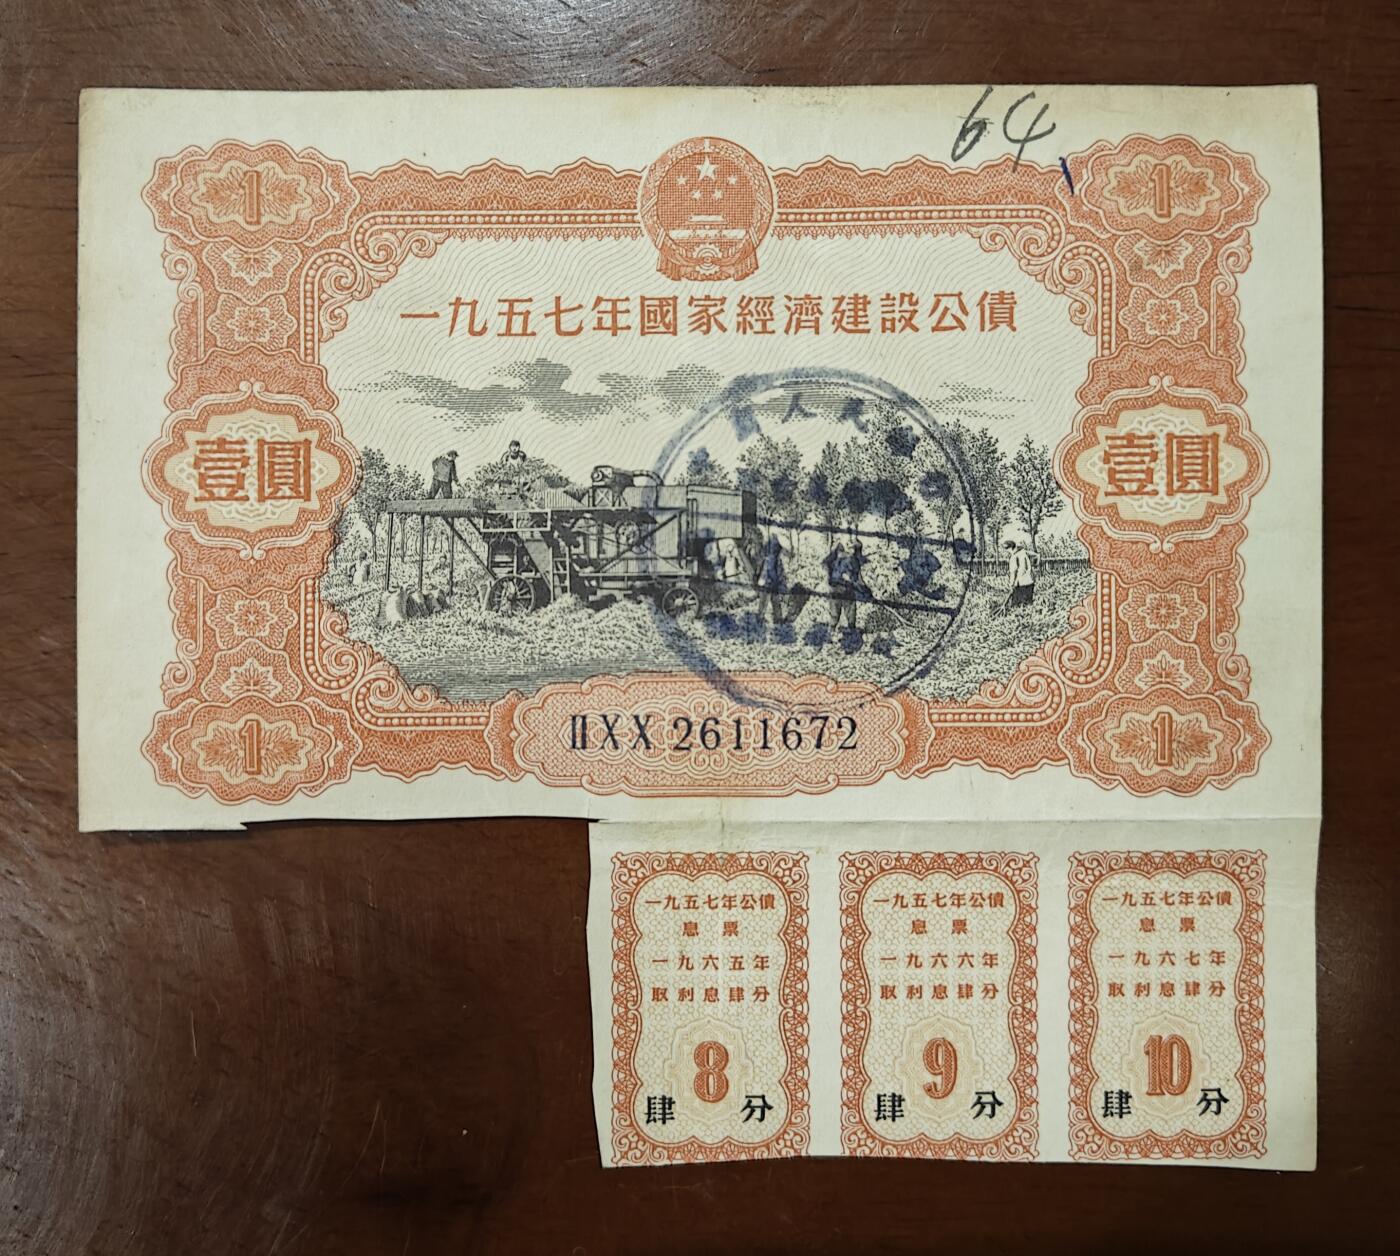 64
1 1
一九五七年國家經濟建設公債
壹圓 壹圓
1 1
ⅡXX 2611672
一九五七年公債
息票
一九六五年
取利息肆分
8
肆 分
一九五七年公債
息票
一九六六年
取利息肆分
9
肆 分
一九五七年公債
息票
一九六七年
取利息肆分
10
肆 分